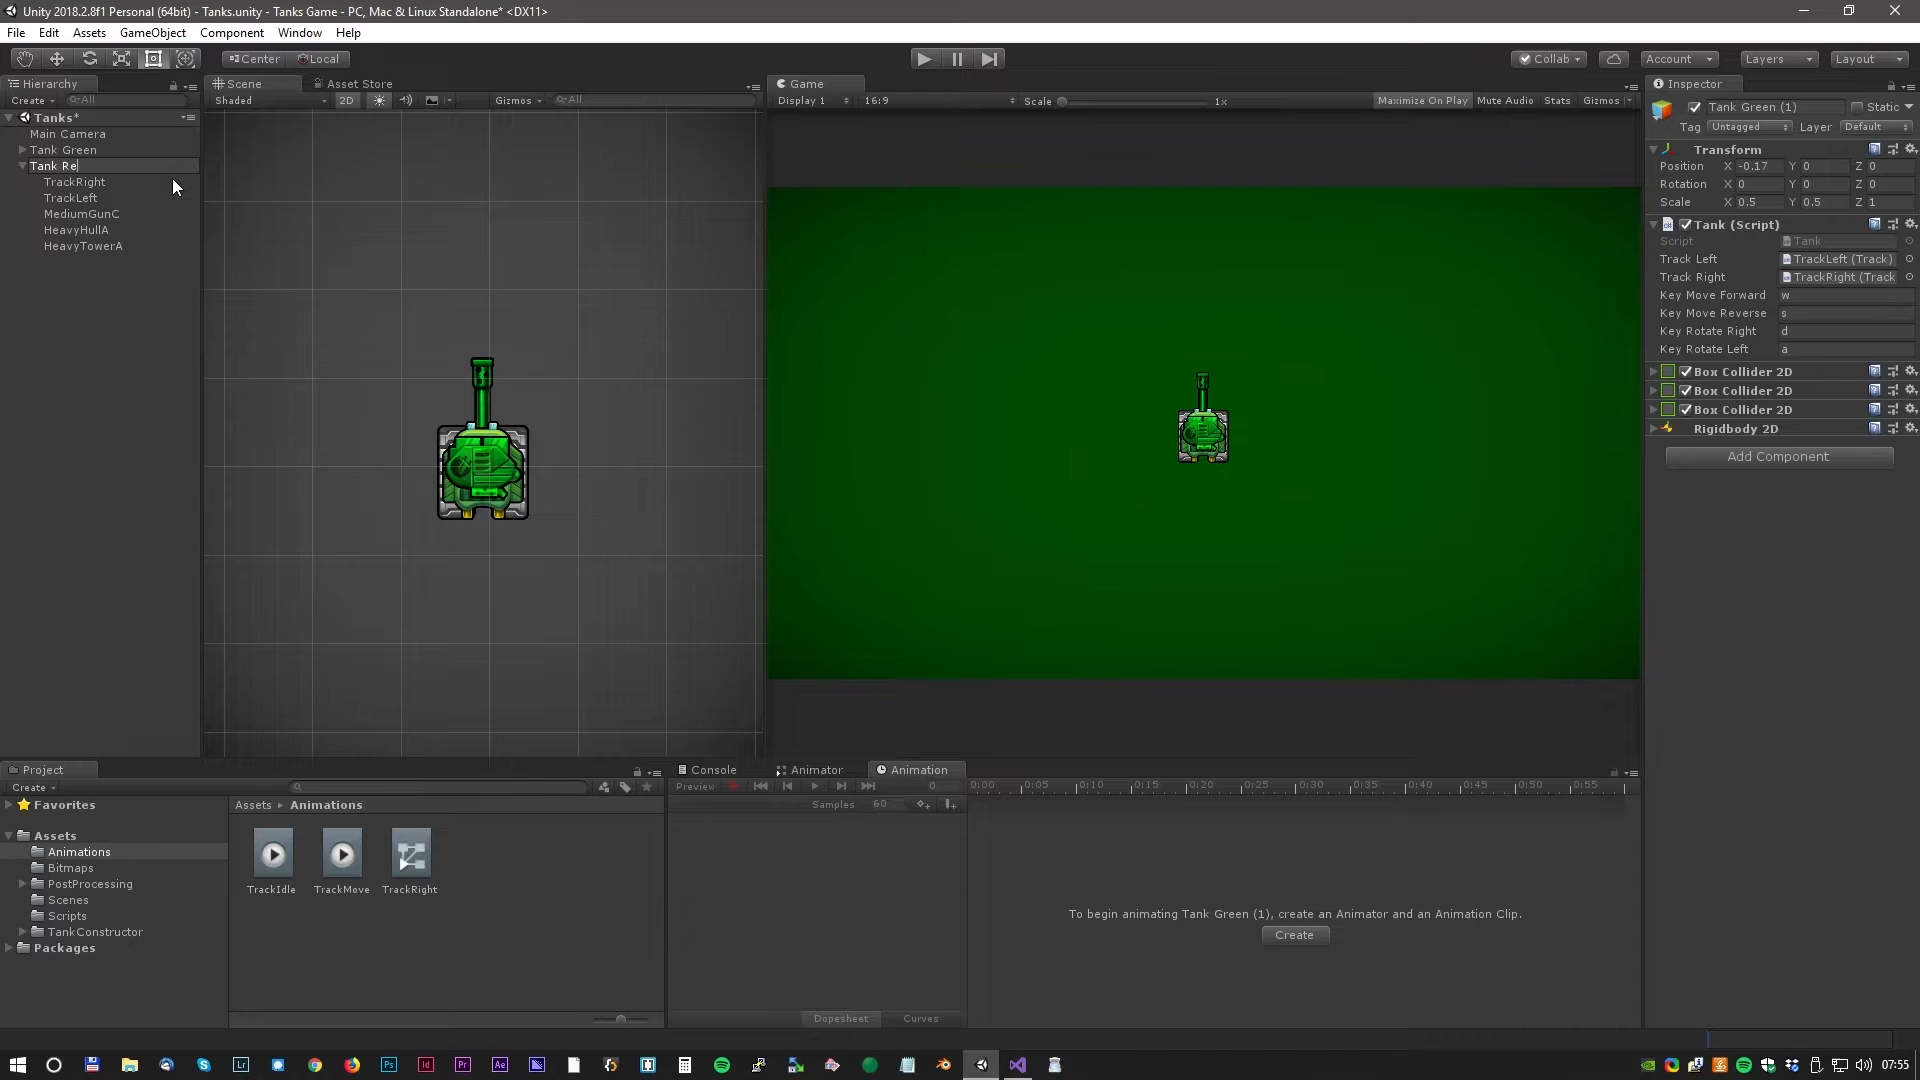 Unity 2018.2.8f1 Personal (64bit) - Tanks.unity - Tanks Game - PC, Mac & Linux Standalone* <DX11>
File Edit Assets GameObject Component Window Help
Center Local
Collab Account Layers Layout
Hierarchy
Create All
Tanks*
Main Camera
Tank Green
Tank Re
TrackRight
TrackLeft
MediumGunC
HeavyHullA
HeavyTowerA
Scene Asset Store
Shaded 2D Gizmos All
Game
Display 1 16:9 Scale 1x Maximize On Play Mute Audio Stats Gizmos
Inspector
Tank Green (1) Static
Tag Untagged Layer Default
Transform
Position X -0.17 Y 0 Z 0
Rotation X 0 Y 0 Z 0
Scale X 0.5 Y 0.5 Z 1
Tank (Script)
Script Tank
Track Left TrackLeft (Track)
Track Right TrackRight (Track
Key Move Forward w
Key Move Reverse s
Key Rotate Right d
Key Rotate Left a
Box Collider 2D
Box Collider 2D
Box Collider 2D
Rigidbody 2D
Add Component
Project
Create
Favorites
Assets
Animations
Bitmaps
PostProcessing
Scenes
Scripts
TankConstructor
Packages
Assets Animations
TrackIdle TrackMove TrackRight
Console Animator Animation
Preview 0 0:00 0:05 0:10 0:15 0:20 0:25 0:30 0:35 0:40 0:45 0:50 0:55
Samples 60
To begin animating Tank Green (1), create an Animator and an Animation Clip.
Create
Dopesheet Curves
Lr Ps Id Pr Ae
07:55